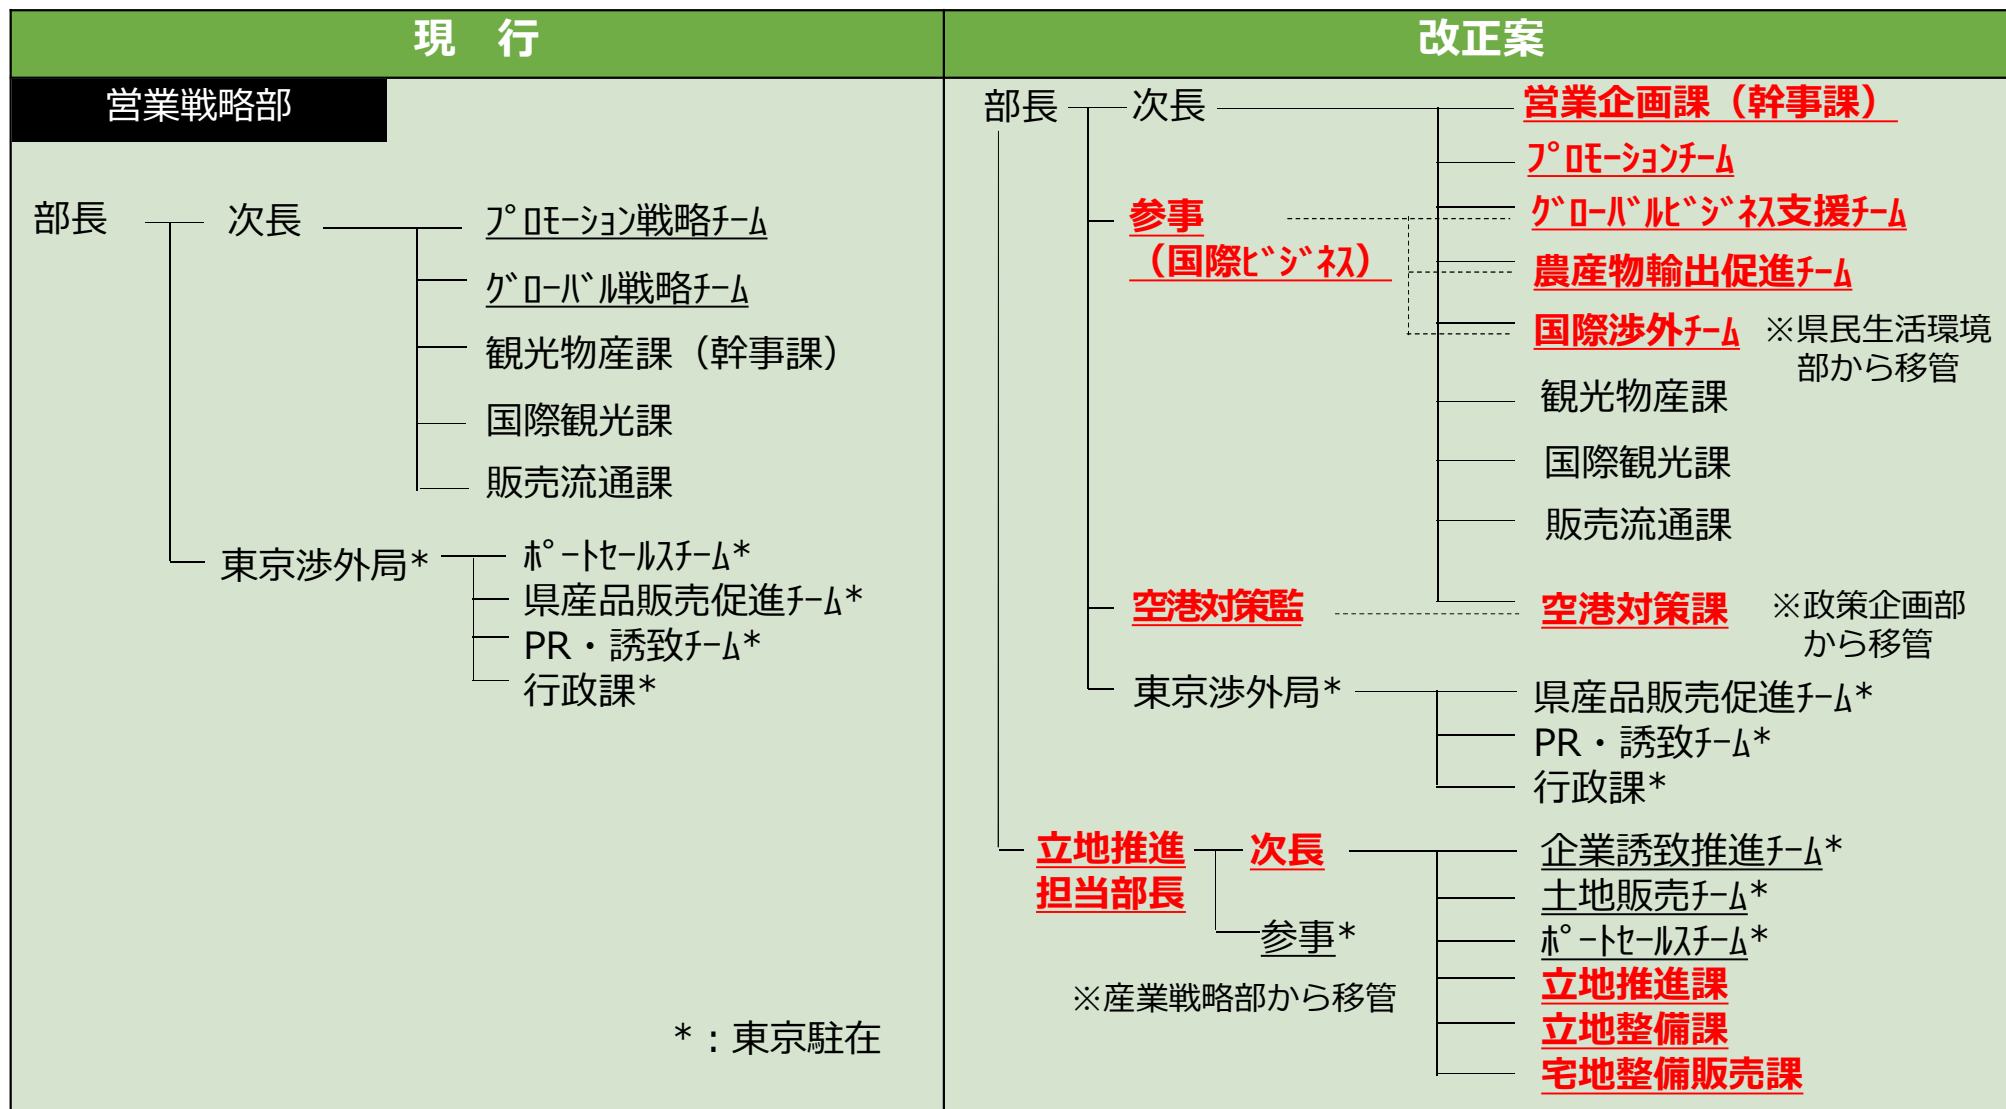 現　行
営業戦略部
部長
次長
ﾌﾟﾛﾓｰｼｮﾝ戦略ﾁｰﾑ
ｸﾞﾛｰﾊﾞﾙ戦略ﾁｰﾑ
観光物産課（幹事課）
国際観光課
販売流通課
東京渉外局*
ﾎﾟｰﾄｾｰﾙｽﾁｰﾑ*
県産品販売促進ﾁｰﾑ*
PR・誘致ﾁｰﾑ*
行政課*
*：東京駐在
改正案
部長
次長
営業企画課（幹事課）
ﾌﾟﾛﾓｰｼｮﾝﾁｰﾑ
参事
（国際ﾋﾞｼﾞﾈｽ）
ｸﾞﾛｰﾊﾞﾙﾋﾞｼﾞﾈｽ支援ﾁｰﾑ
農産物輸出促進ﾁｰﾑ
国際渉外ﾁｰﾑ
※県民生活環境
部から移管
観光物産課
国際観光課
販売流通課
空港対策監
空港対策課
※政策企画部
から移管
東京渉外局*
県産品販売促進ﾁｰﾑ*
PR・誘致ﾁｰﾑ*
行政課*
立地推進
担当部長
次長
参事*
※産業戦略部から移管
企業誘致推進ﾁｰﾑ*
土地販売ﾁｰﾑ*
ﾎﾟｰﾄｾｰﾙｽﾁｰﾑ*
立地推進課
立地整備課
宅地整備販売課